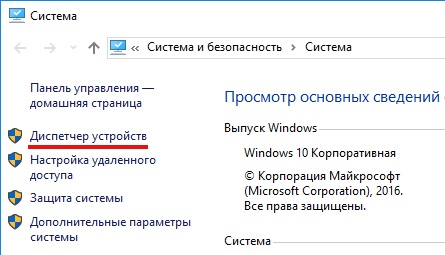 Система
« Система и безопасность › Система
Панель управления —
домашняя страница
Диспетчер устройств
Настройка удаленного
доступа
Защита системы
Дополнительные параметры
системы
Просмотр основных сведений
Выпуск Windows
Windows 10 Корпоративная
© Корпорация Майкрософт
(Microsoft Corporation), 2016.
Все права защищены.
Система